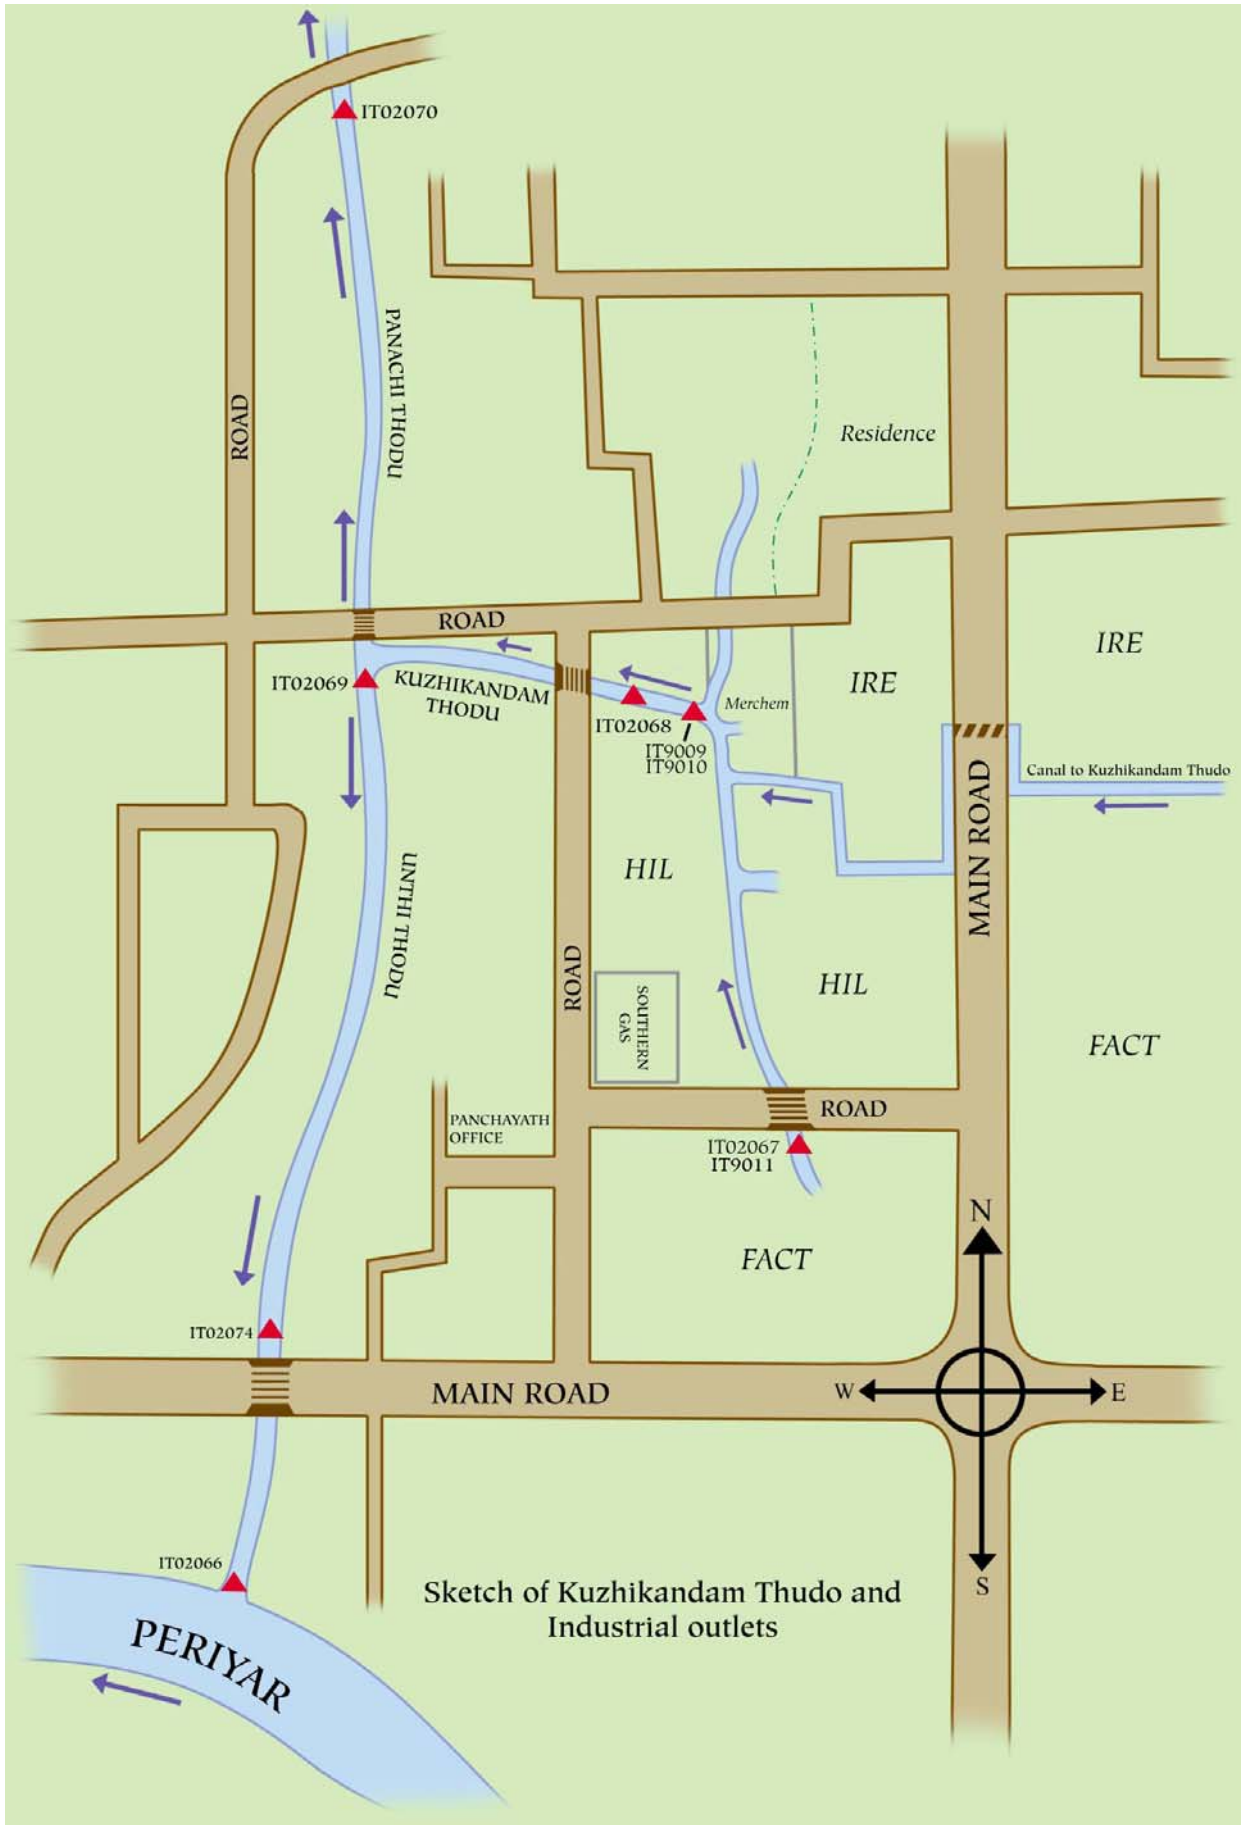 IT02070
PANACHI THODU
ROAD
Residence
ROAD
IRE
IRE
IT02069
KUZHIKANDAM
THODU
Merchem
IT02068
IT9009
IT9010
Canal to Kuzhikandam Thudo
MAIN ROAD
HIL
UNTHI THODU
ROAD
HIL
SOUTHERN
GAS
FACT
PANCHAYATH
OFFICE
ROAD
IT02067
IT9011
N
FACT
IT02074
MAIN ROAD
W
E
IT02066
S
Sketch of Kuzhikandam Thudo and
Industrial outlets
PERIYAR